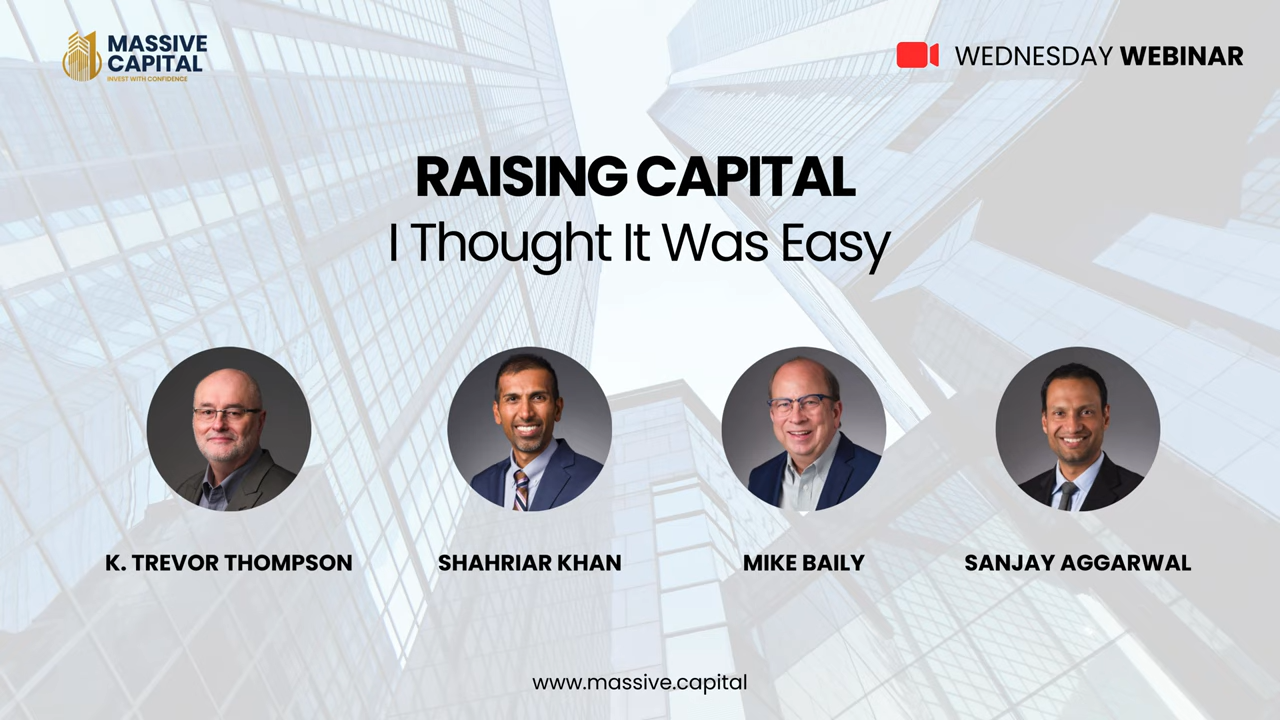 MASSIVE
CAPITAL
INVEST WITH CONFIDENCE
WEDNESDAY WEBINAR
RAISING CAPITAL
I Thought It Was Easy
K. TREVOR THOMPSON
SHAHRIAR KHAN
MIKE BAILY
SANJAY AGGARWAL
www.massive.capital